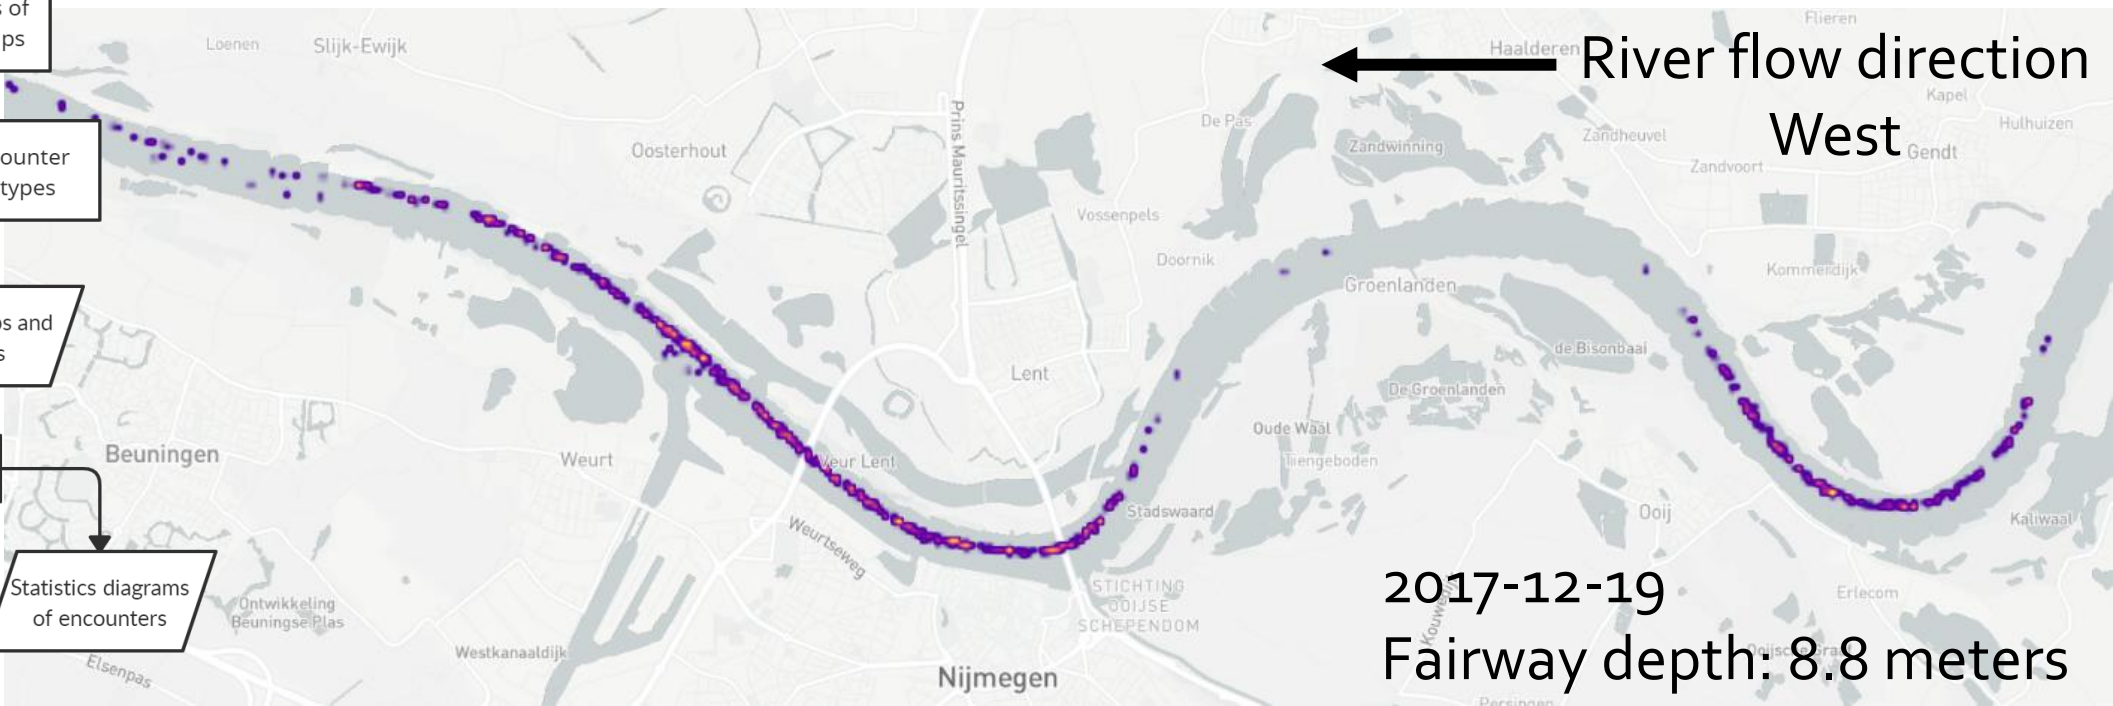 s of
ps
ounter
types
s and
s
Statistics diagrams
of encounters
Loenen
Slijk-Ewijk
Oosterhout
Prins Mauritssingel
De Pas
Vossenpels
Doornik
Haalderen
Flieren
River flow direction
West
Kapel
Hulhuizen
Zandheuvel
Zandwinning
Zandvoort
Gendt
Groenlanden
Kommerdijk
de Bisonbaai
De Groenlanden
Lent
Oude Waal
Tiengeboden
Beuningen
Weurt
Veur Lent
Stadswaard
Ooij
Kaliwaal
Weurtseweg
STICHTING
OOIJSE
SCHEPENDOM
2017-12-19
Fairway depth: 8.8 meters
Erlecom
Ontwikkeling
Beuningse Plas
Westkanaaldijk
Elsenpas
Nijmegen
Persingen